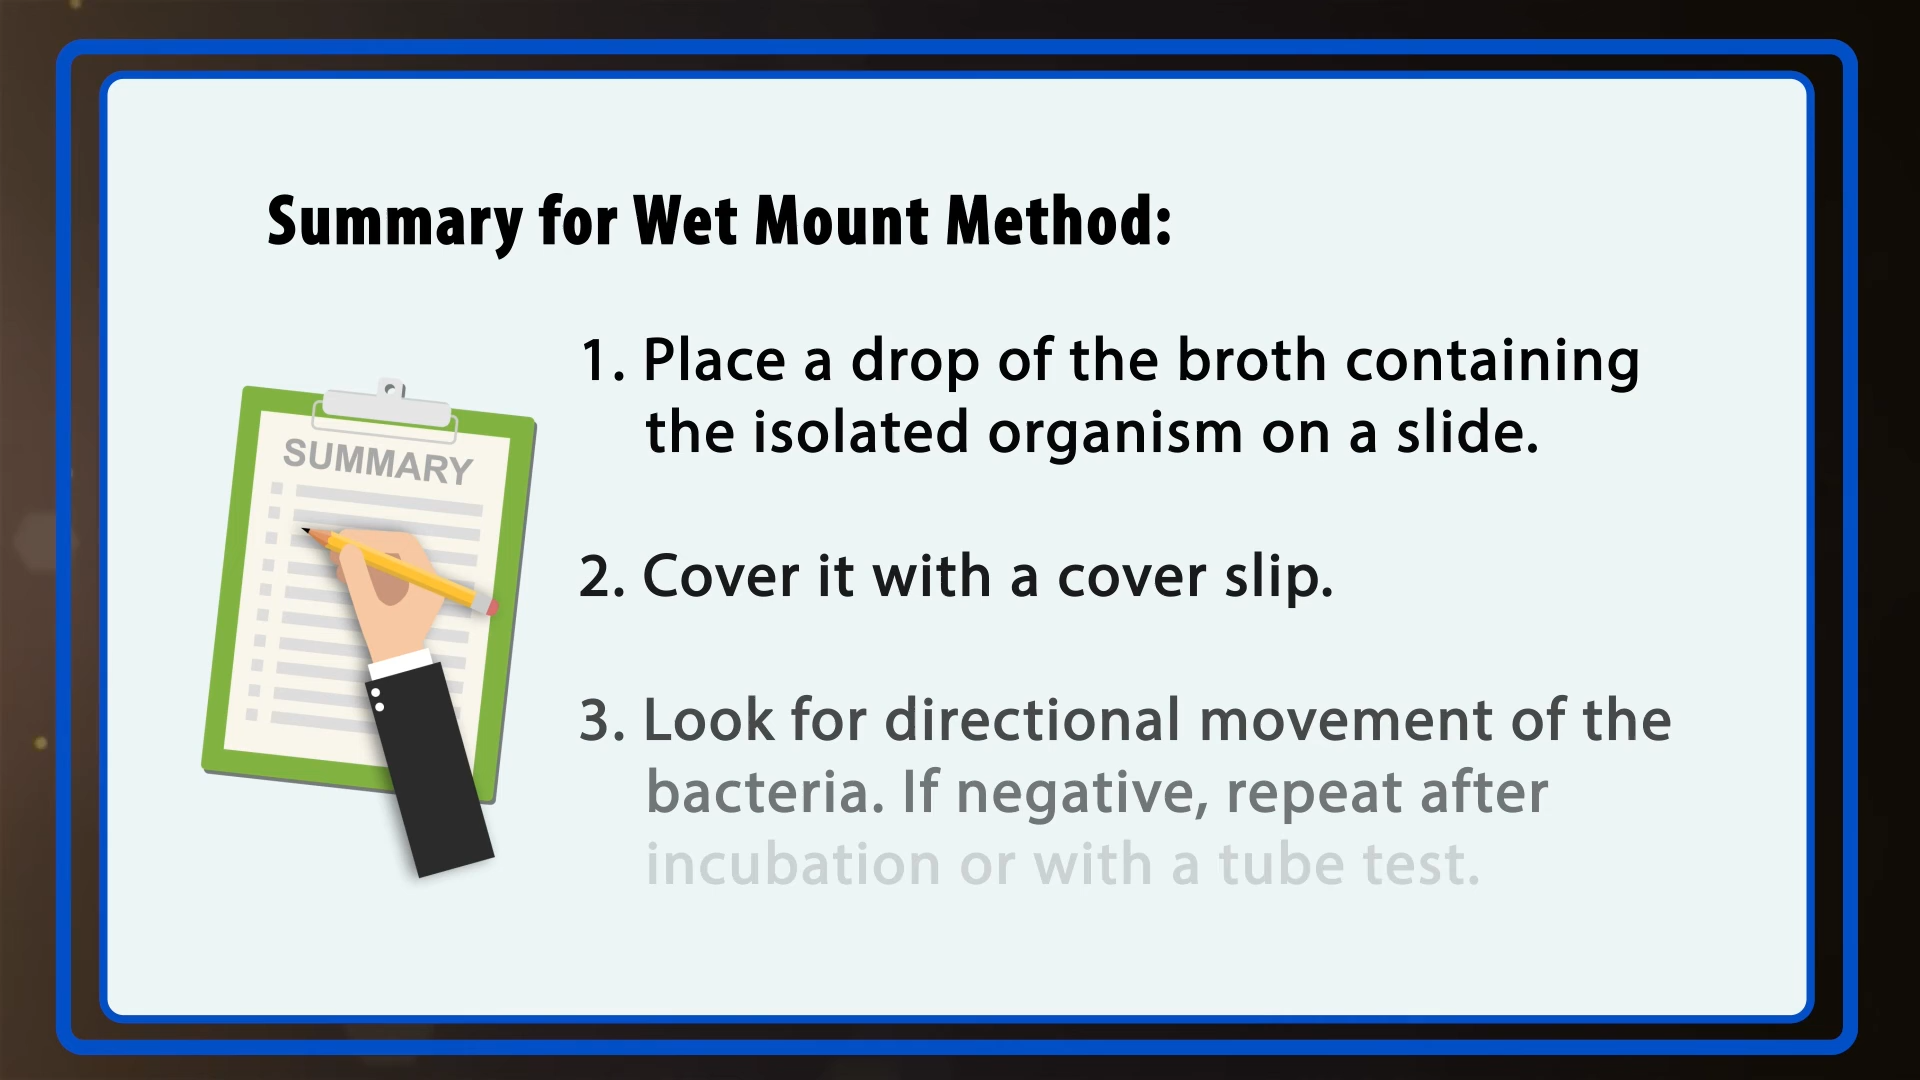 Summary for Wet Mount Method:
SUMMARY
1. Place a drop of the broth containing
the isolated organism on a slide.
2. Cover it with a cover slip.
3. Look for directional movement of the
bacteria. If negative, repeat after
incubation or with a tube test.